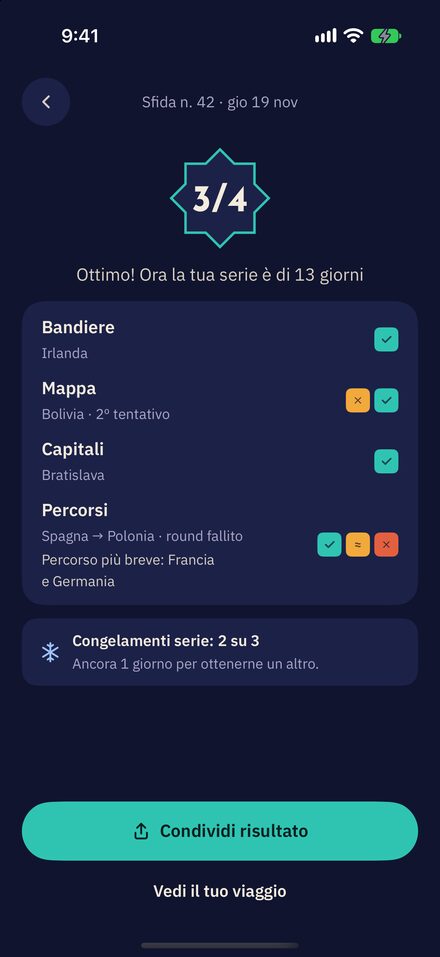 9:41
Sfida n. 42 · gio 19 nov
3/4
Ottimo! Ora la tua serie è di 13 giorni
Bandiere
Irlanda
Mappa
Bolivia · 2º tentativo
Capitali
Bratislava
Percorsi
Spagna → Polonia · round fallito
Percorso più breve: Francia
e Germania
Congelamenti serie: 2 su 3
Ancora 1 giorno per ottenerne un altro.
Condividi risultato
Vedi il tuo viaggio